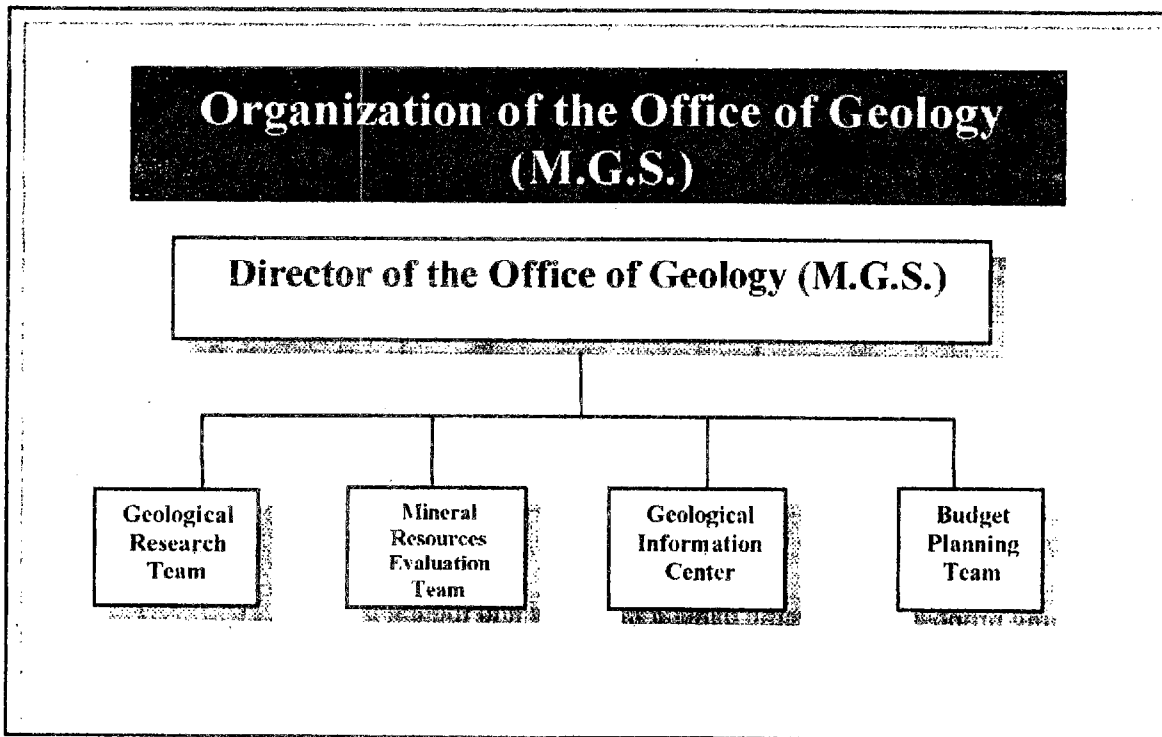 Organization of the Office of Geology
(M.G.S.)
Director of the Office of Geology (M.G.S.)
Geological
Research
Team
Mineral
Resources
Evaluation
Team
Geological
Information
Center
Budget
Planning
Team